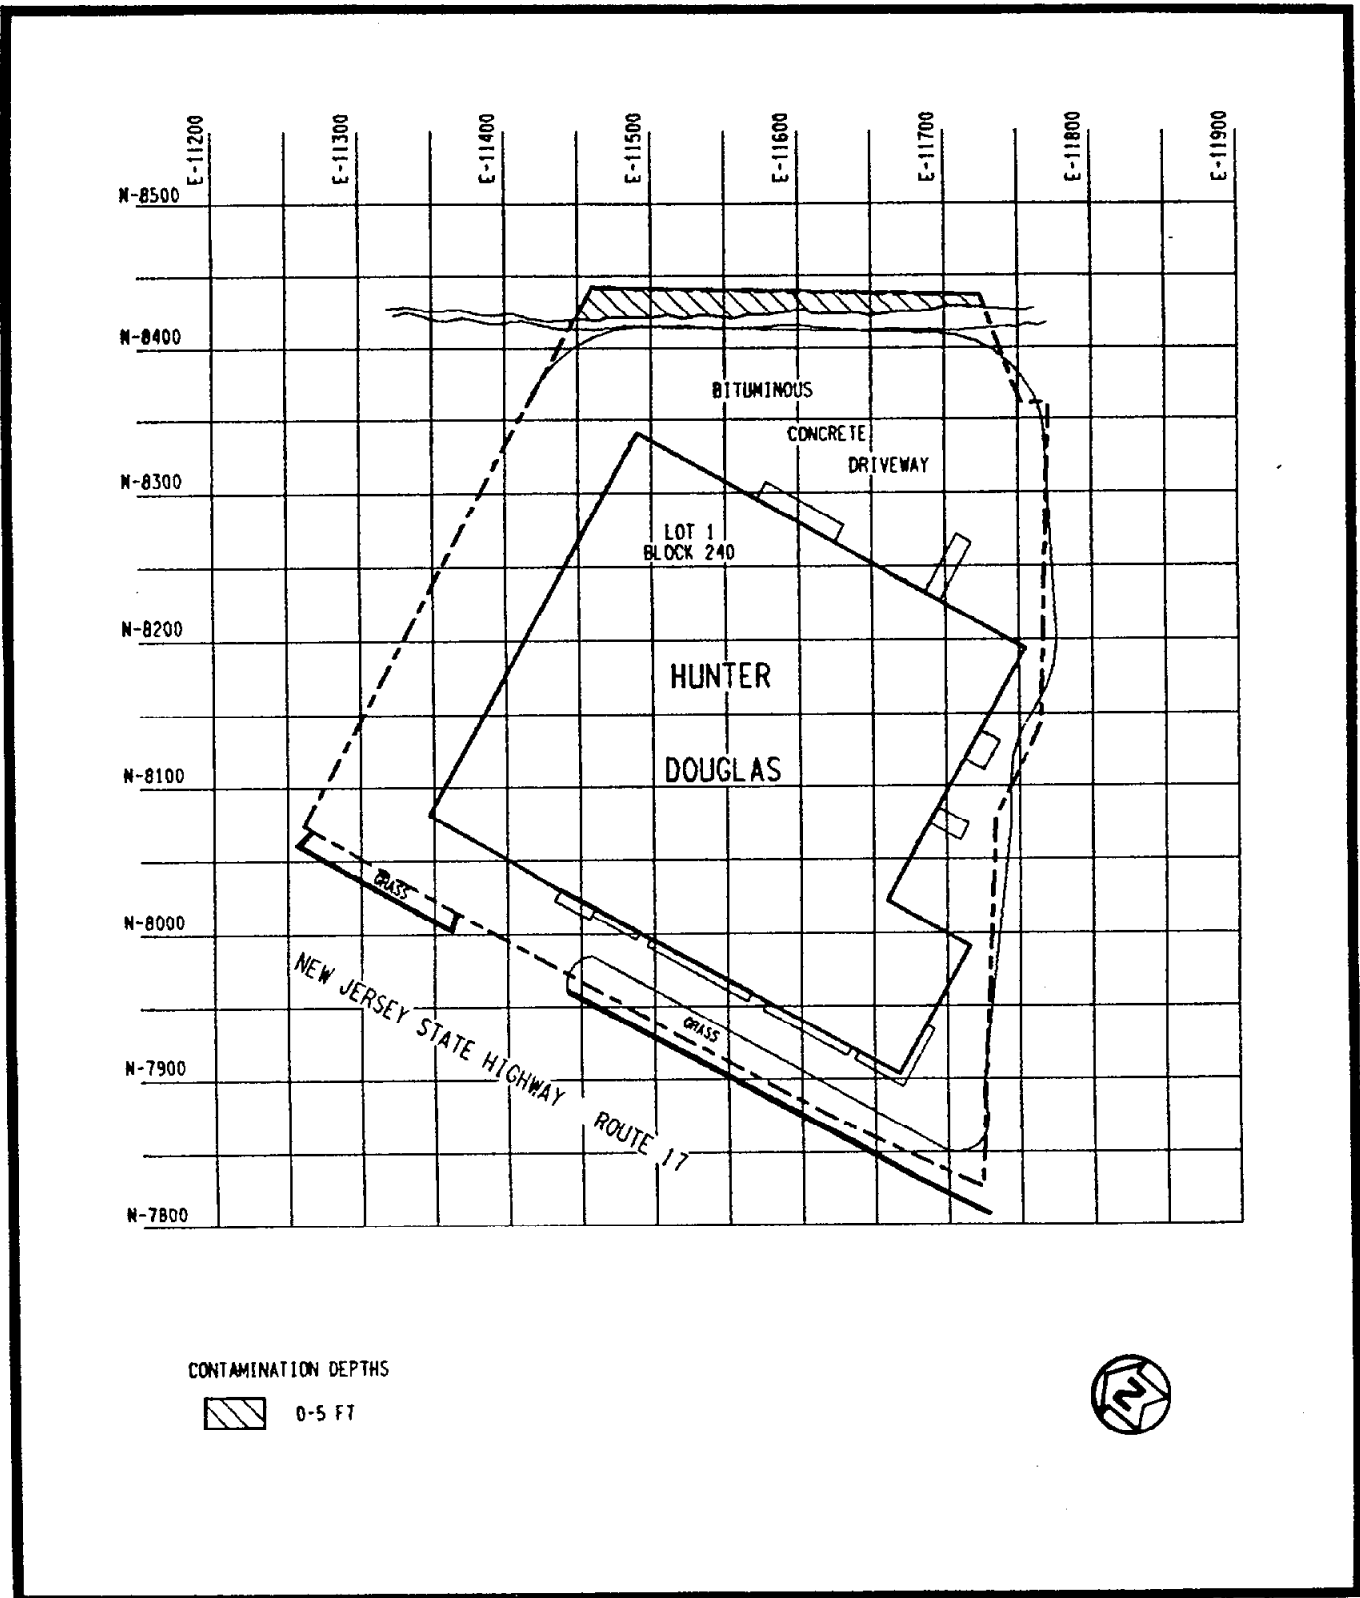 E-11200
E-11300
E-11400
E-11500
E-11600
E-11700
E-11800
E-11900
N-8500
N-8400
BITUMINOUS
CONCRETE
DRIVEWAY
N-8300
LOT 1
BLOCK 240
N-8200
HUNTER
DOUGLAS
N-8100
GRASS
N-8000
NEW JERSEY STATE HIGHWAY ROUTE 17
GRASS
N-7900
N-7800
CONTAMINATION DEPTHS
0-5 FT
N